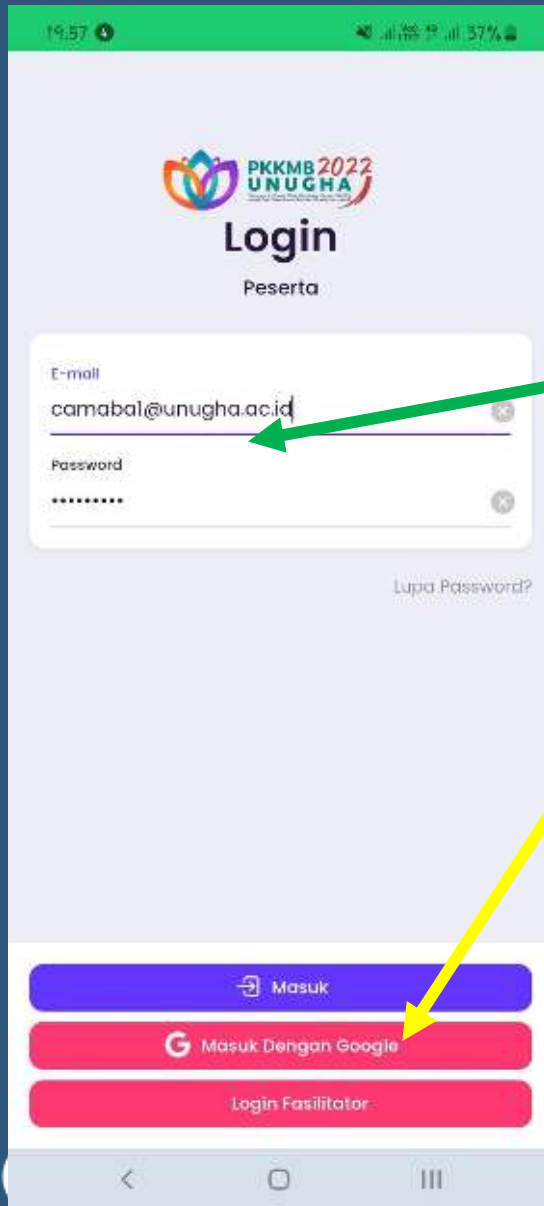 19:57
37%
PKKMB 2022
UNUGHA
Login
Peserta
E-mail
camaba1@unugha.ac.id
Password
•••••••••
Lupa Password?
Masuk
G Masuk Dengan Google
Login Fasilitator